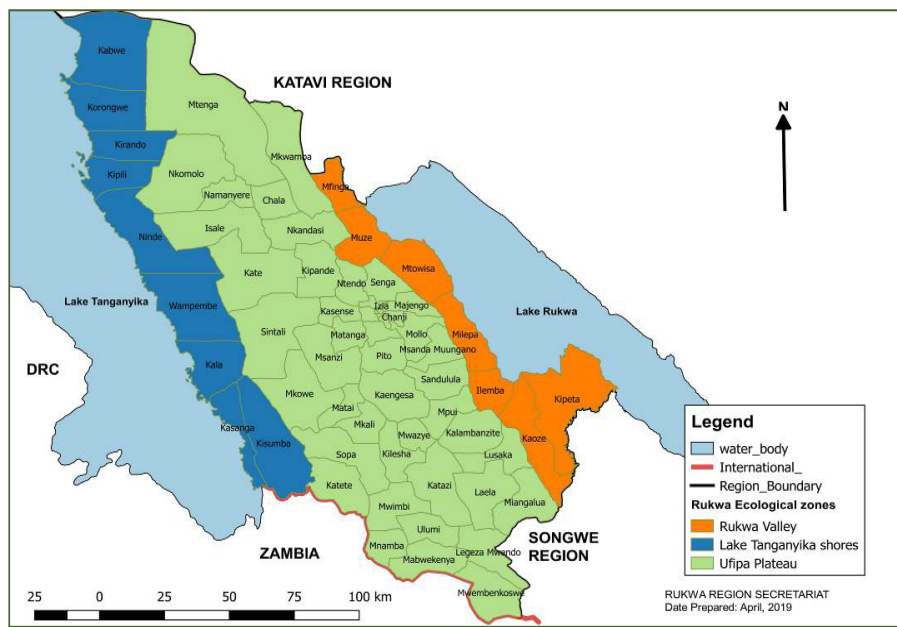 Kabwe
KATAVI REGION
Korongwe
Mtenga
N
Kirando
Mkwamba
Kipili
Nkomolo
Mfinga
Namanyere
Chala
Ninde
Isale
Nkandasi
Muze
Kate
Kipande
Senga
Mtowisa
Ntendo
Lake Tanganyika
Wampembe
Kasense
Izia
Majengo
Lake Rukwa
Chanji
Sintali
Matanga
Mollo
Milepa
Msanzi
Pito
Msanda
Muungano
DRC
Kala
Sandulula
Ilemba
Kipeta
Mkowe
Kaengesa
Matai
Kasanga
Mpui
Kisumba
Mkali
Mwazye
Kalambanzite
Kaoze
Sopa
Kilesha
Lusaka
Katete
Katazi
Laela
Miangalua
Mwimbi
Ulumi
ZAMBIA
Mnamba
Mabwekenya
Legeza Mwendo
SONGWE
REGION
Mwembenkoswe
Legend
water_body
International_
Region_Boundary
Rukwa Ecological zones
Rukwa Valley
Lake Tanganyika shores
Ufipa Plateau
25 0 25 50 75 100 km
RUKWA REGION SECRETARIAT
Date Prepared: April, 2019